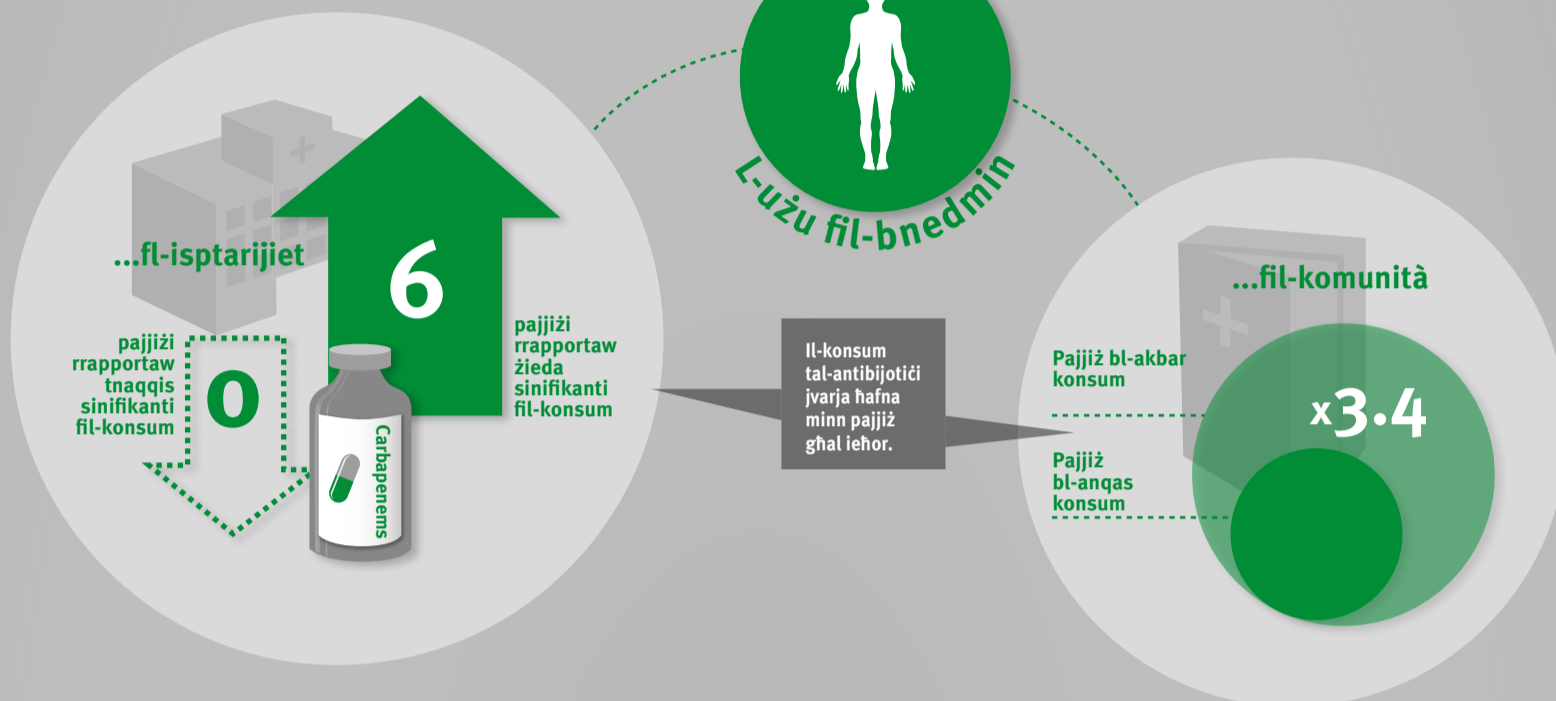 L-użu fil-bnedmin
...fl-isptarijiet
6
pajjiżi
rrapportaw
żieda
sinifikanti
fil-konsum
pajjiżi
rrapportaw
tnaqqis
sinifikanti
fil-konsum
0
Carbapenems
Il-konsum
tal-antibijotiċi
jvarja ħafna
minn pajjiż
għal ieħor.
...fil-komunità
Pajjiż bl-akbar
konsum
x3.4
Pajjiż
bl-anqas
konsum